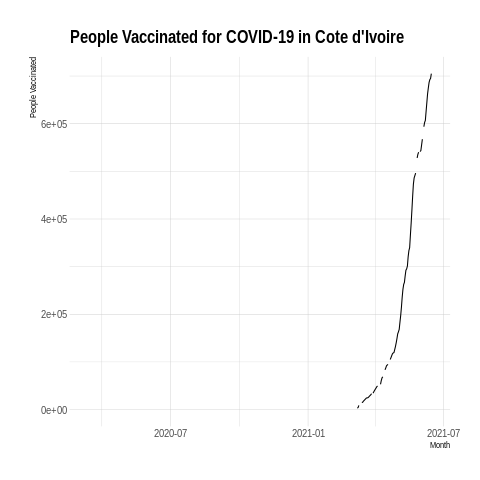 People Vaccinated for COVID-19 in Cote d'Ivoire
People Vaccinated
6e+05
4e+05
2e+05
0e+00
2020-07
2021-01
2021-07
Month